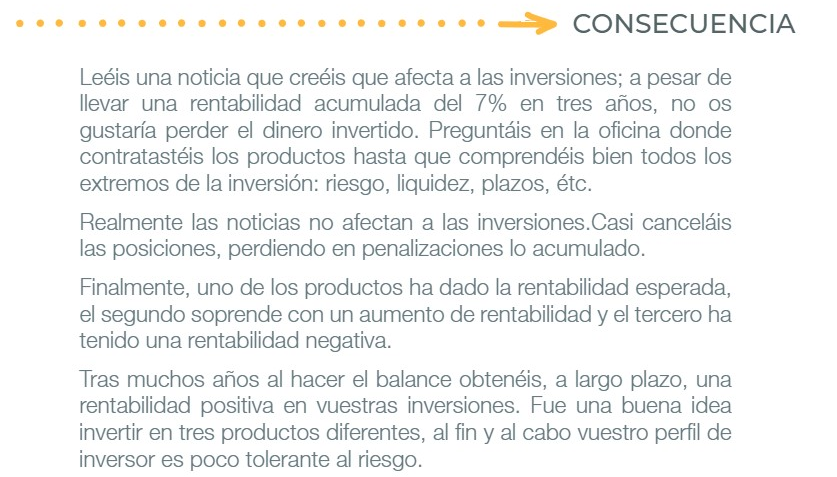 CONSECUENCIA
Leéis una noticia que creéis que afecta a las inversiones; a pesar de
llevar una rentabilidad acumulada del 7% en tres años, no os
gustaría perder el dinero invertido. Preguntáis en la oficina donde
contratastéis los productos hasta que comprendéis bien todos los
extremos de la inversión: riesgo, liquidez, plazos, étc.
Realmente las noticias no afectan a las inversiones.Casi canceláis
las posiciones, perdiendo en penalizaciones lo acumulado.
Finalmente, uno de los productos ha dado la rentabilidad esperada,
el segundo soprende con un aumento de rentabilidad y el tercero ha
tenido una rentabilidad negativa.
Tras muchos años al hacer el balance obtenéis, a largo plazo, una
rentabilidad positiva en vuestras inversiones. Fue una buena idea
invertir en tres productos diferentes, al fin y al cabo vuestro perfil de
inversor es poco tolerante al riesgo.